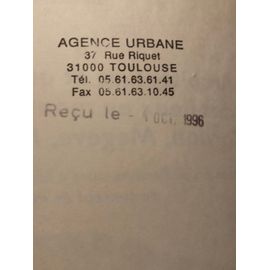 AGENCE URBANE
37 Rue Riquet
31000 TOULOUSE
Tél. 05.61.63.61.41
Fax 05.61.63.10.45
Reçu le - 4 OCT. 1996